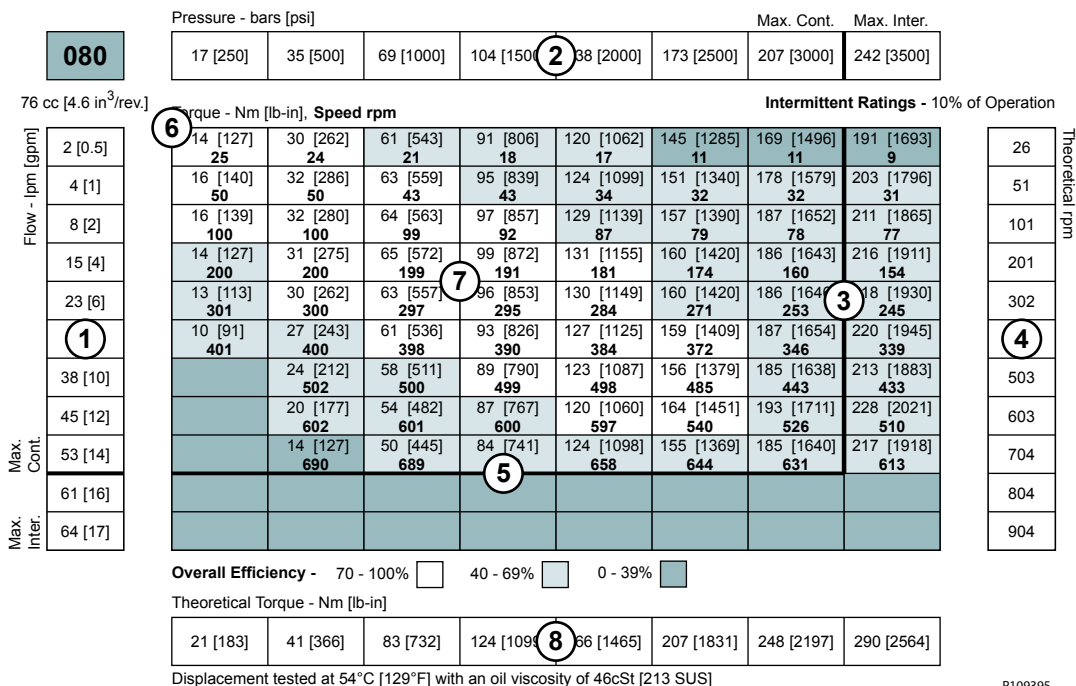 Pressure - bars [psi] Max. Cont. Max. Inter.
080 17 [250] 35 [500] 69 [1000] 104 [150 2 38 [2000] 173 [2500] 207 [3000] 242 [3500]
76 cc [4.6 in³/rev.] Torque - Nm [lb-in], Speed rpm Intermittent Ratings - 10% of Operation
6
Flow - lpm [gpm]
Theoretical rpm
2 [0.5] 14 [127] 30 [262] 61 [543] 91 [806] 120 [1062] 145 [1285] 169 [1496] 191 [1693] 26
25 24 21 18 17 11 11 9
4 [1] 16 [140] 32 [286] 63 [559] 95 [839] 124 [1099] 151 [1340] 178 [1579] 203 [1796] 51
50 50 43 43 34 32 32 31
8 [2] 16 [139] 32 [280] 64 [563] 97 [857] 129 [1139] 157 [1390] 187 [1652] 211 [1865] 101
100 100 99 92 87 79 78 77
15 [4] 14 [127] 31 [275] 65 [572] 99 [872] 131 [1155] 160 [1420] 186 [1643] 216 [1911] 201
200 200 199 191 181 174 160 154
7
23 [6] 13 [113] 30 [262] 63 [557] 96 [853] 130 [1149] 160 [1420] 186 [164 3 18 [1930] 302
301 300 297 295 284 271 253 245
1 10 [91] 27 [243] 61 [536] 93 [826] 127 [1125] 159 [1409] 187 [1654] 220 [1945] 4
401 400 398 390 384 372 346 339
38 [10] 24 [212] 58 [511] 89 [790] 123 [1087] 156 [1379] 185 [1638] 213 [1883] 503
502 500 499 498 485 443 433
45 [12] 20 [177] 54 [482] 87 [767] 120 [1060] 164 [1451] 193 [1711] 228 [2021] 603
602 601 600 597 540 526 510
Max. Cont.
53 [14] 14 [127] 50 [445] 84 [741] 124 [1098] 155 [1369] 185 [1640] 217 [1918] 704
690 689 5 658 644 631 613
61 [16] 804
Max. Inter.
64 [17] 904
Overall Efficiency - 70 - 100% 40 - 69% 0 - 39%
Theoretical Torque - Nm [lb-in]
21 [183] 41 [366] 83 [732] 124 [109 8 66 [1465] 207 [1831] 248 [2197] 290 [2564]
Displacement tested at 54°C [129°F] with an oil viscosity of 46cSt [213 SUS]
P109395